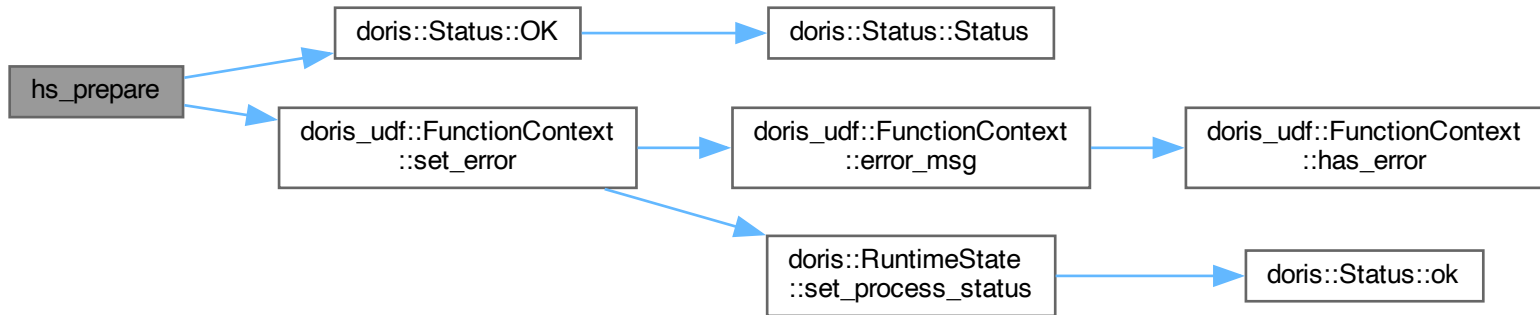 hs_prepare
doris::Status::OK
doris::Status::Status
doris_udf::FunctionContext
::set_error
doris_udf::FunctionContext
::error_msg
doris_udf::FunctionContext
::has_error
doris::RuntimeState
::set_process_status
doris::Status::ok